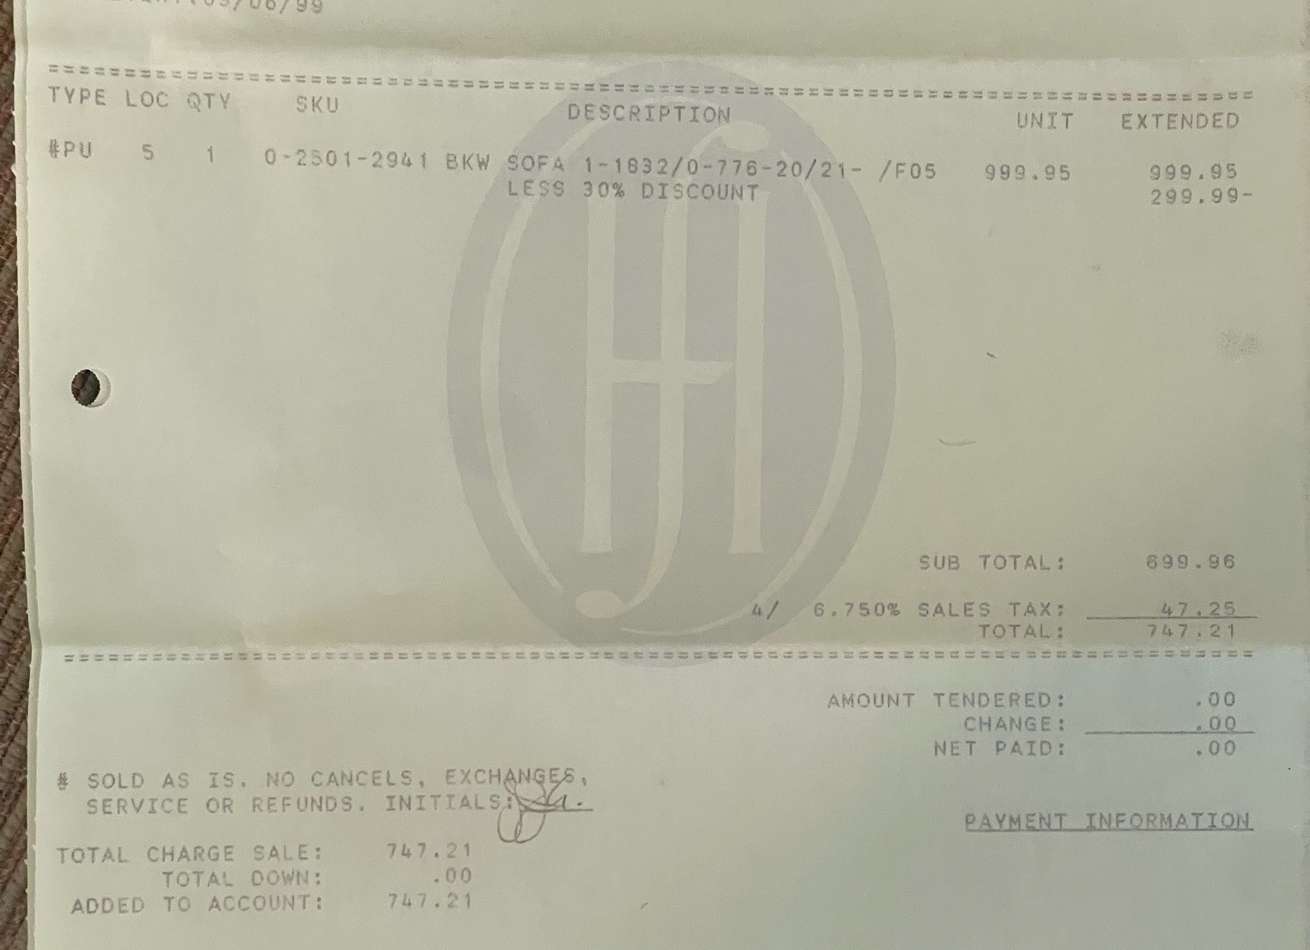 /06/99
==========
TYPE LOC QTY SKU DESCRIPTION UNIT EXTENDED
#PU 5 1 0-2501-2941 BKW SOFA 1-1632/0-776-20/21- /F05 999.95 999.95
LESS 30% DISCOUNT 299.99-
SUB TOTAL: 699.96
4/ 6.750% SALES TAX: 47.25
TOTAL: 747.21
==========
AMOUNT TENDERED: .00
CHANGE: .00
NET PAID: .00
# SOLD AS IS. NO CANCELS, EXCHANGES,
SERVICE OR REFUNDS. INITIALS:
PAYMENT INFORMATION
TOTAL CHARGE SALE: 747.21
TOTAL DOWN: .00
ADDED TO ACCOUNT: 747.21